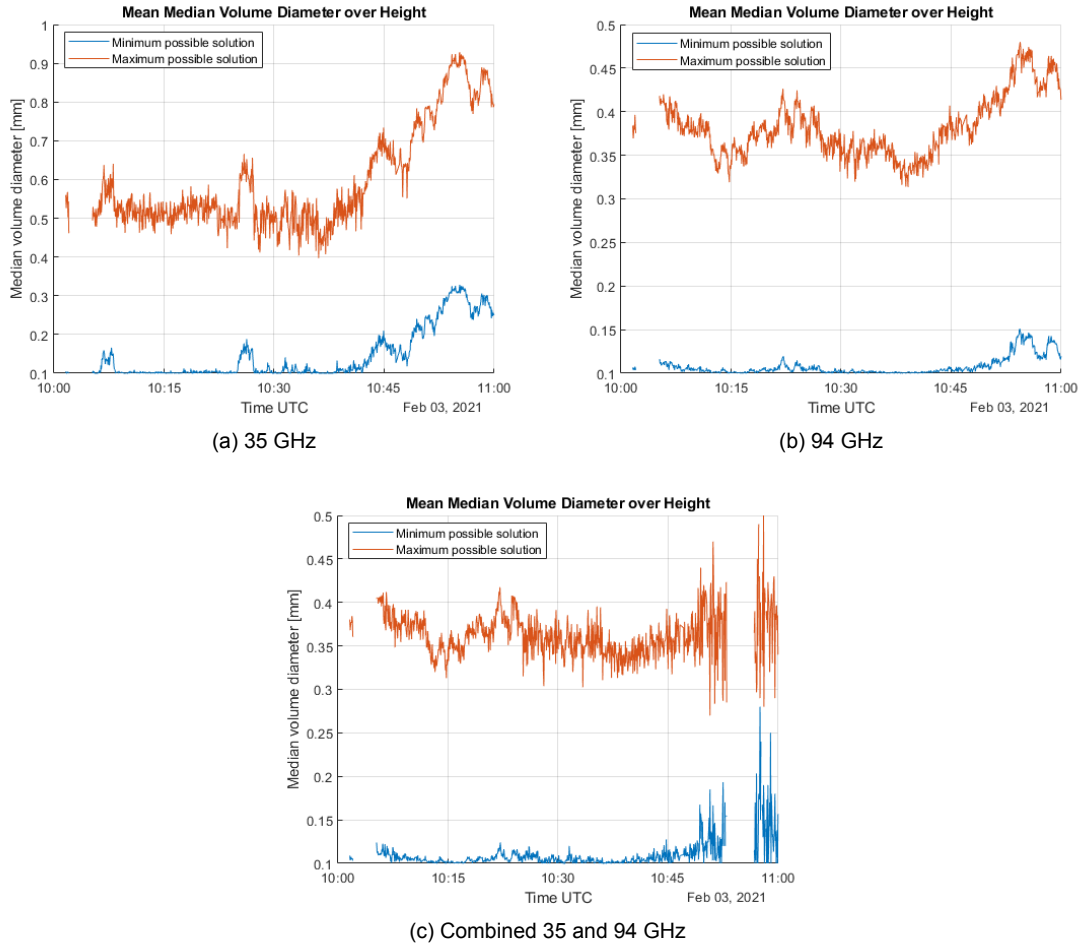 Mean Median Volume Diameter over Height
Minimum possible solution
Maximum possible solution
Median volume diameter [mm]
1
0.9
0.8
0.7
0.6
0.5
0.4
0.3
0.2
0.1
10:00 10:15 10:30 10:45 11:00
Time UTC
Feb 03, 2021
(a) 35 GHz
Mean Median Volume Diameter over Height
Minimum possible solution
Maximum possible solution
Median volume diameter [mm]
0.5
0.45
0.4
0.35
0.3
0.25
0.2
0.15
0.1
10:00 10:15 10:30 10:45 11:00
Time UTC
Feb 03, 2021
(b) 94 GHz
Mean Median Volume Diameter over Height
Minimum possible solution
Maximum possible solution
Median volume diameter [mm]
0.5
0.45
0.4
0.35
0.3
0.25
0.2
0.15
0.1
10:00 10:15 10:30 10:45 11:00
Time UTC
Feb 03, 2021
(c) Combined 35 and 94 GHz